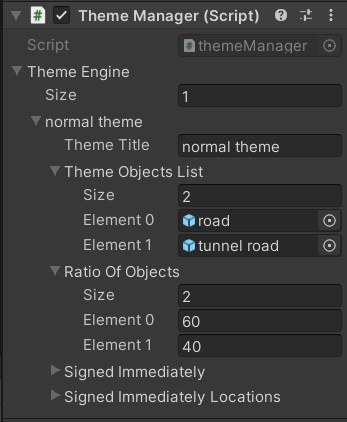 Theme Manager (Script)
Script themeManager
Theme Engine
Size 1
normal theme
Theme Title normal theme
Theme Objects List
Size 2
Element 0 road
Element 1 tunnel road
Ratio Of Objects
Size 2
Element 0 60
Element 1 40
Signed Immediately
Signed Immediately Locations